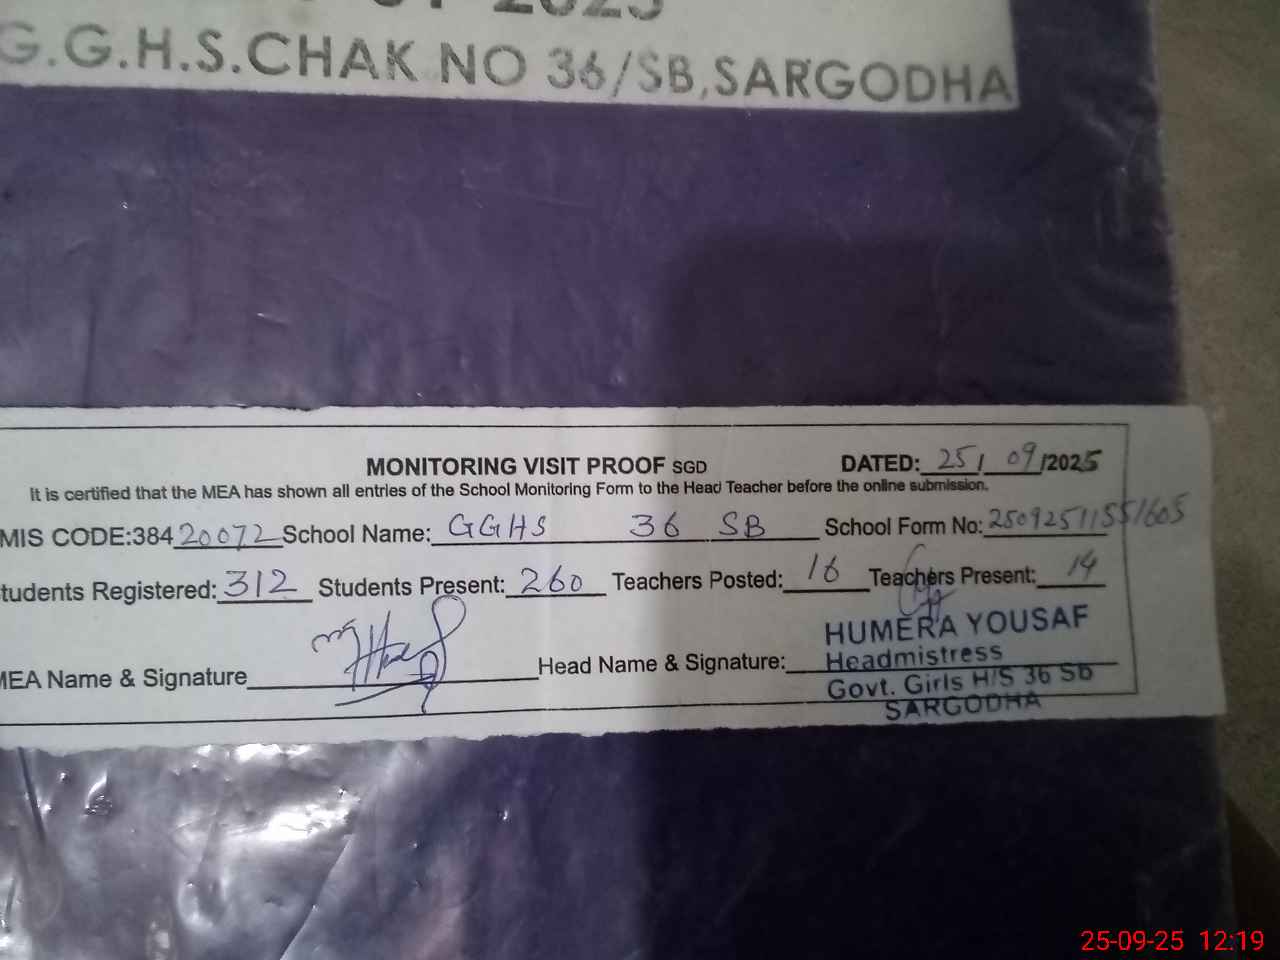 2025
G.G.H.S.CHAK NO 36/SB,SARGODHA
MONITORING VISIT PROOF SGD DATED: 25/ 09/2025
It is certified that the MEA has shown all entries of the School Monitoring Form to the Head Teacher before the online submission.
MIS CODE:38420072 School Name: GGHS 36 SB School Form No: 25092511551605
tudents Registered: 312 Students Present: 260 Teachers Posted: 16 Teachers Present: 14
MEA Name & Signature Head Name & Signature:
HUMERA YOUSAF
Headmistress
Govt. Girls H/S 36 Sb
SARGODHA
25-09-25 12:19